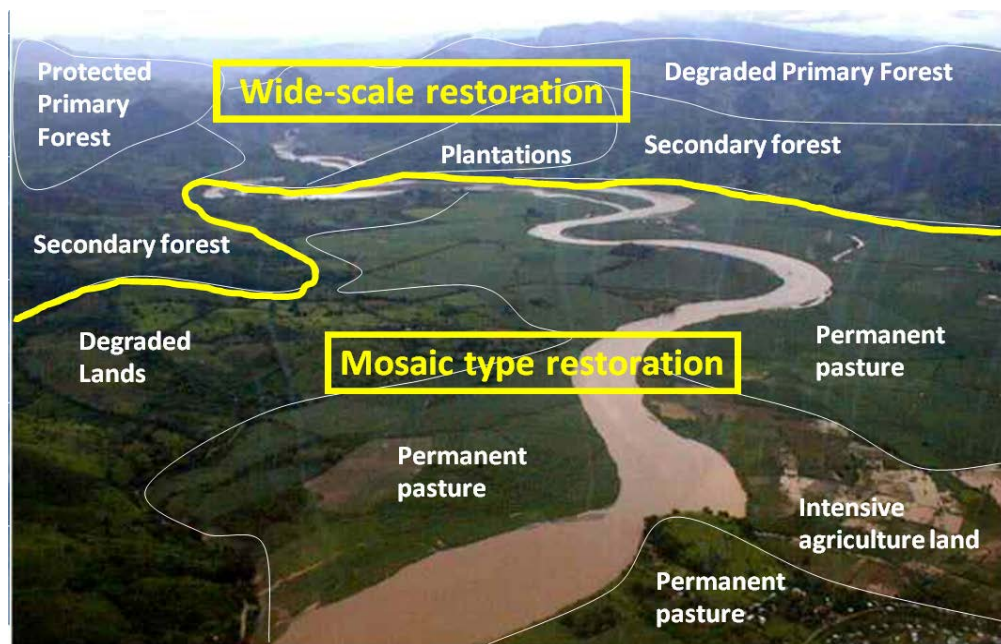 Protected
Primary
Forest
Wide-scale restoration
Degraded Primary Forest
Plantations
Secondary forest
Secondary forest
Degraded
Lands
Mosaic type restoration
Permanent
pasture
Permanent
pasture
Intensive
agriculture land
Permanent
pasture